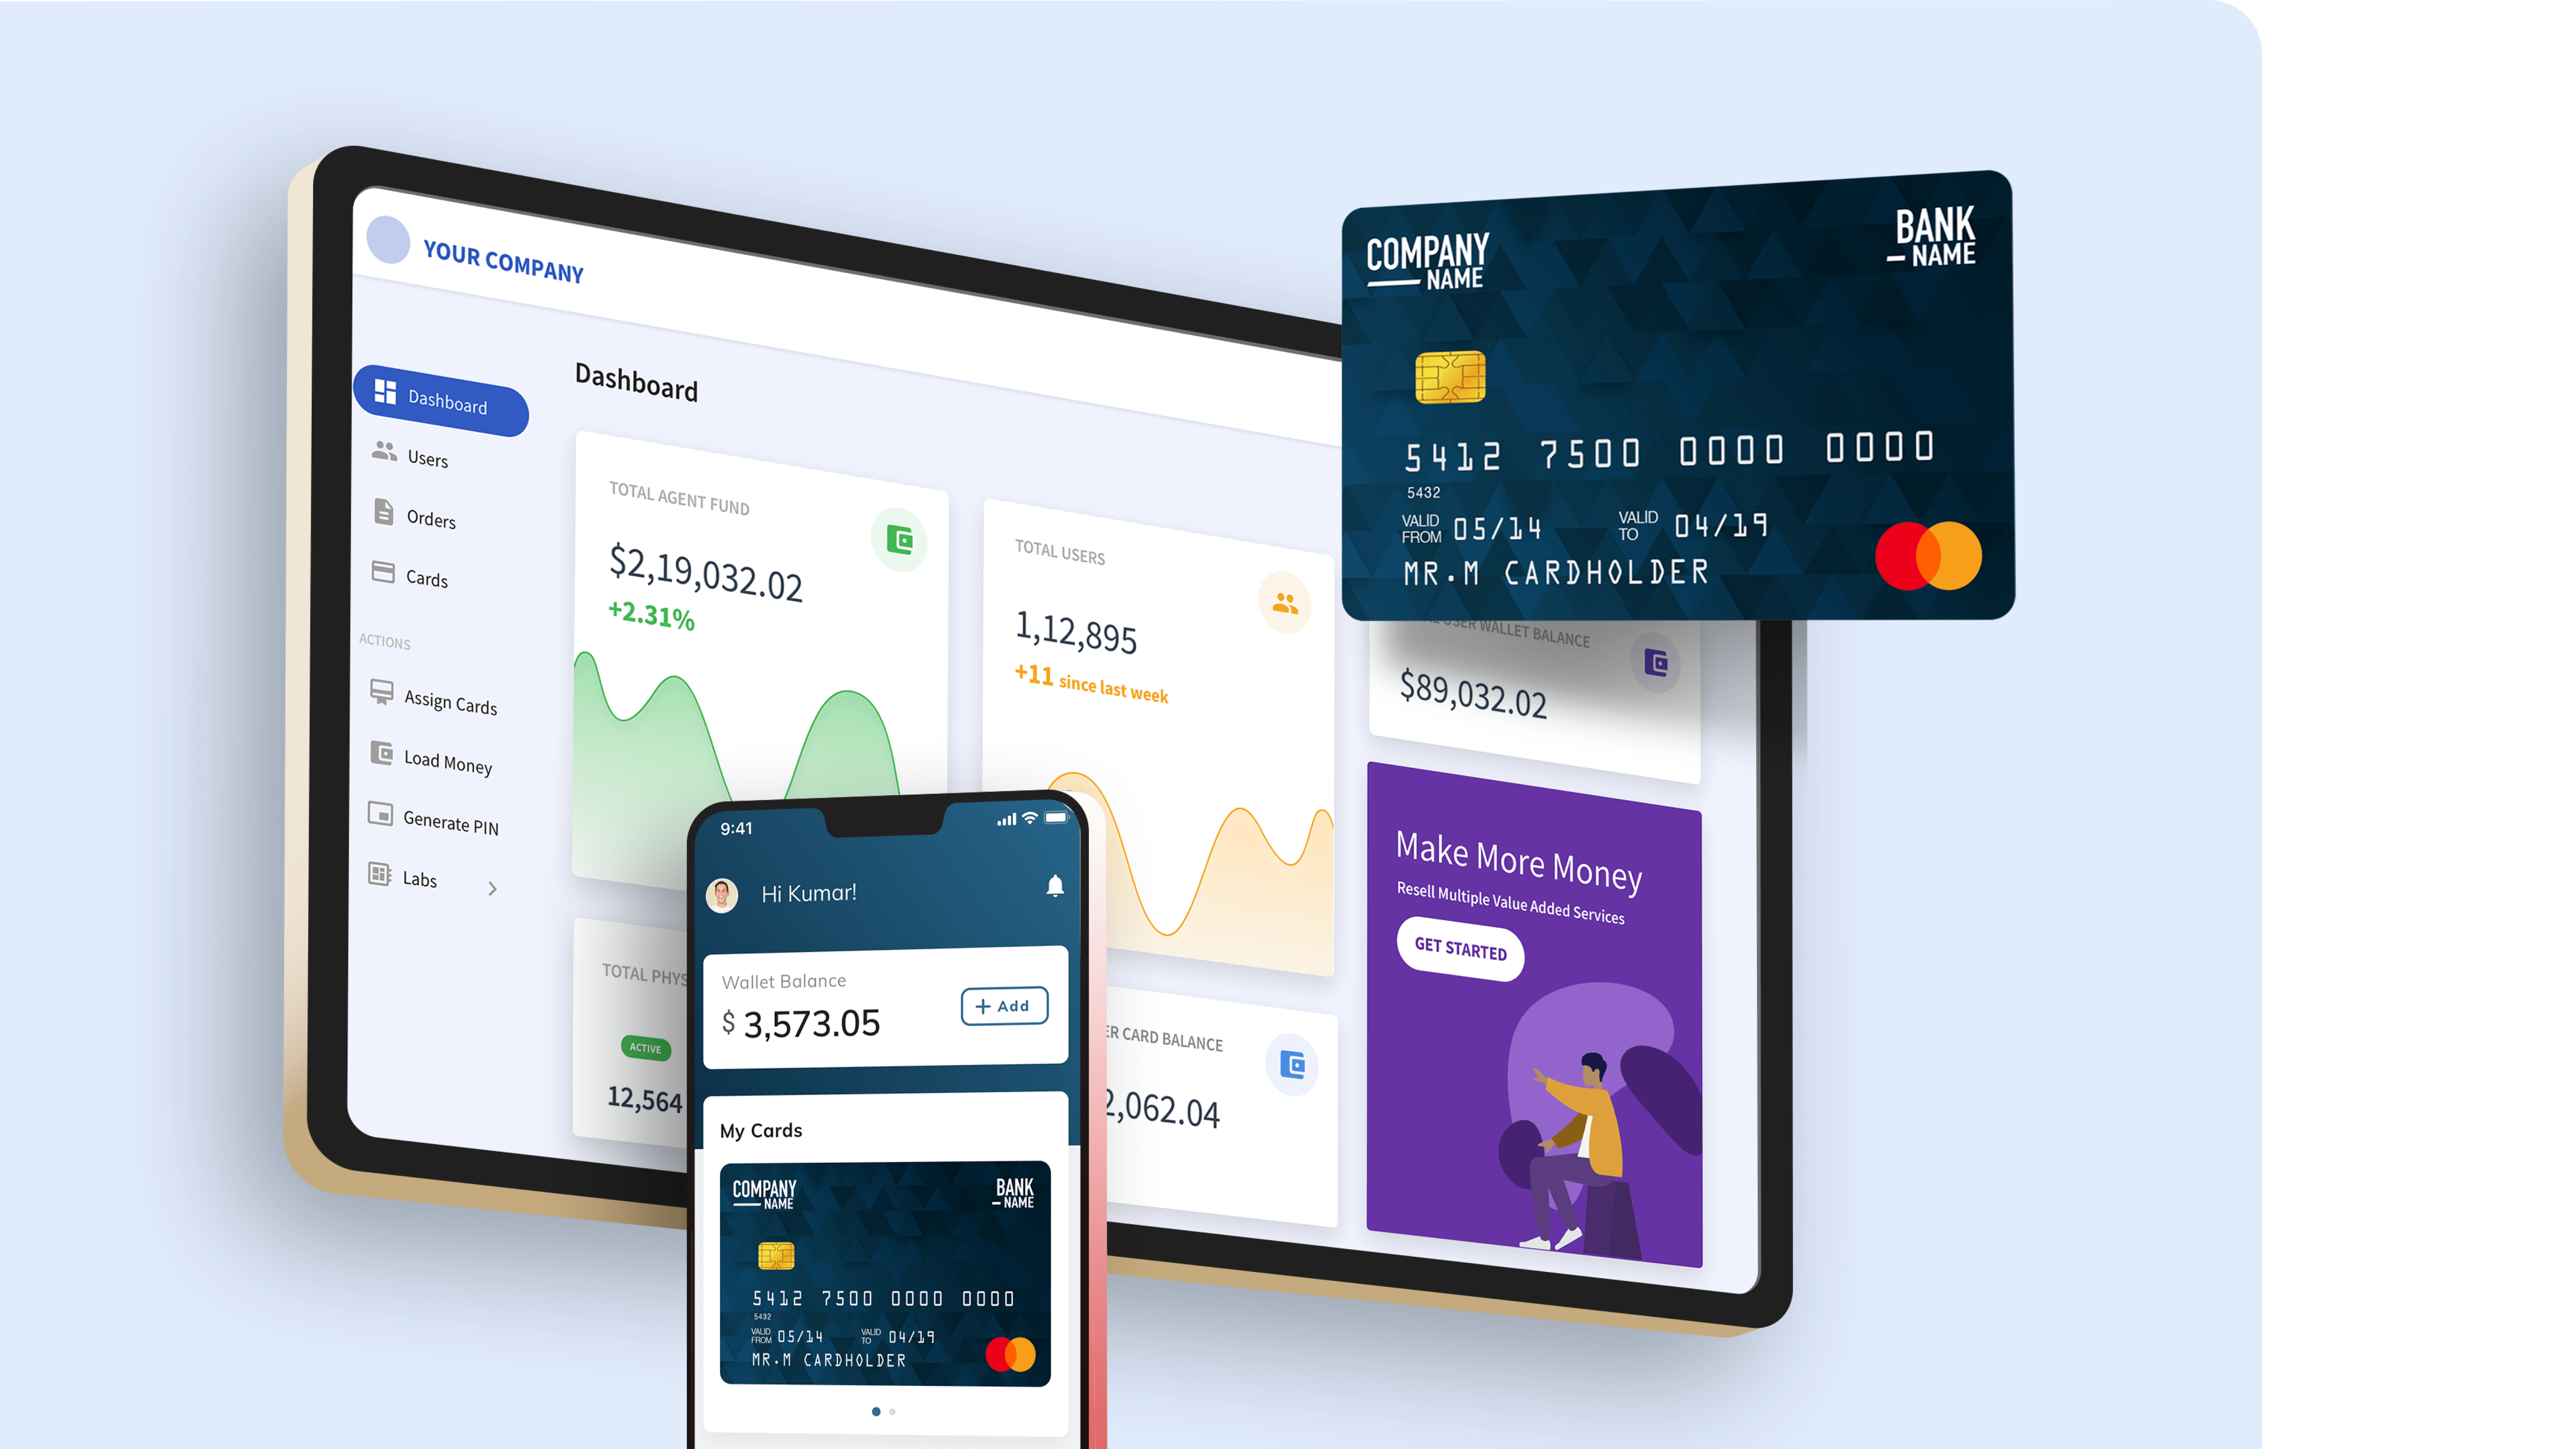 YOUR COMPANY
Dashboard
Users
Orders
Cards
ACTIONS
Assign Cards
Load Money
Generate PIN
Labs
Dashboard
TOTAL AGENT FUND
$2,19,032.02
+2.31%
TOTAL USERS
1,12,895
+11 since last week
USER WALLET BALANCE
$89,032.02
TOTAL PHYS
ACTIVE
12,564
ER CARD BALANCE
2,062.04
Make More Money
Resell Multiple Value Added Services
GET STARTED
COMPANY
NAME
BANK
NAME
5412 7500 0000 0000
5432
VALID FROM 05/14 VALID TO 04/19
MR.M CARDHOLDER
9:41
Hi Kumar!
Wallet Balance
$ 3,573.05
+ Add
My Cards
COMPANY
NAME
BANK
NAME
5412 7500 0000 0000
5432
VALID FROM 05/14 VALID TO 04/19
MR.M CARDHOLDER